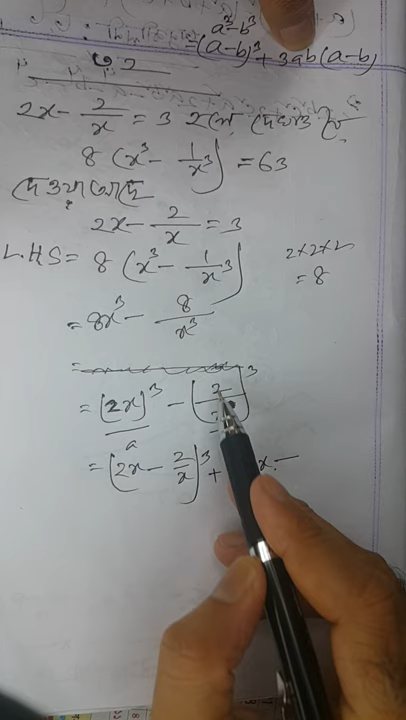 a³-b³
=(a-b)³ + 3ab(a-b)
2x - 2/x = 3 হলে দেখাও যে,
8(x³ - 1/x³) = 63
দেওয়া আছে
2x - 2/x = 3
L.H.S = 8(x³ - 1/x³)
2×2×2
= 8
= 8x³ - 8/x³
=
= (2x)³ - (2/x)³
a
= (2x - 2/x)³ +